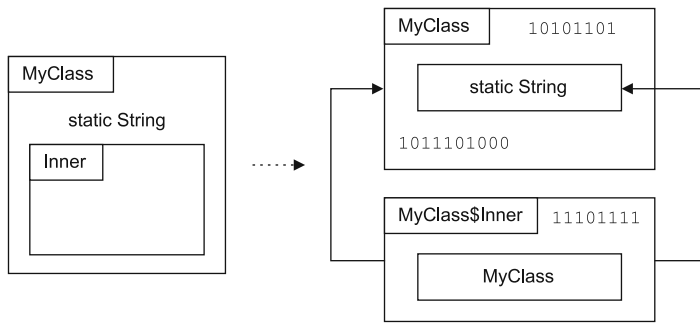 MyClass
static String
Inner
MyClass
10101101
static String
1011101000
MyClass$Inner
11101111
MyClass